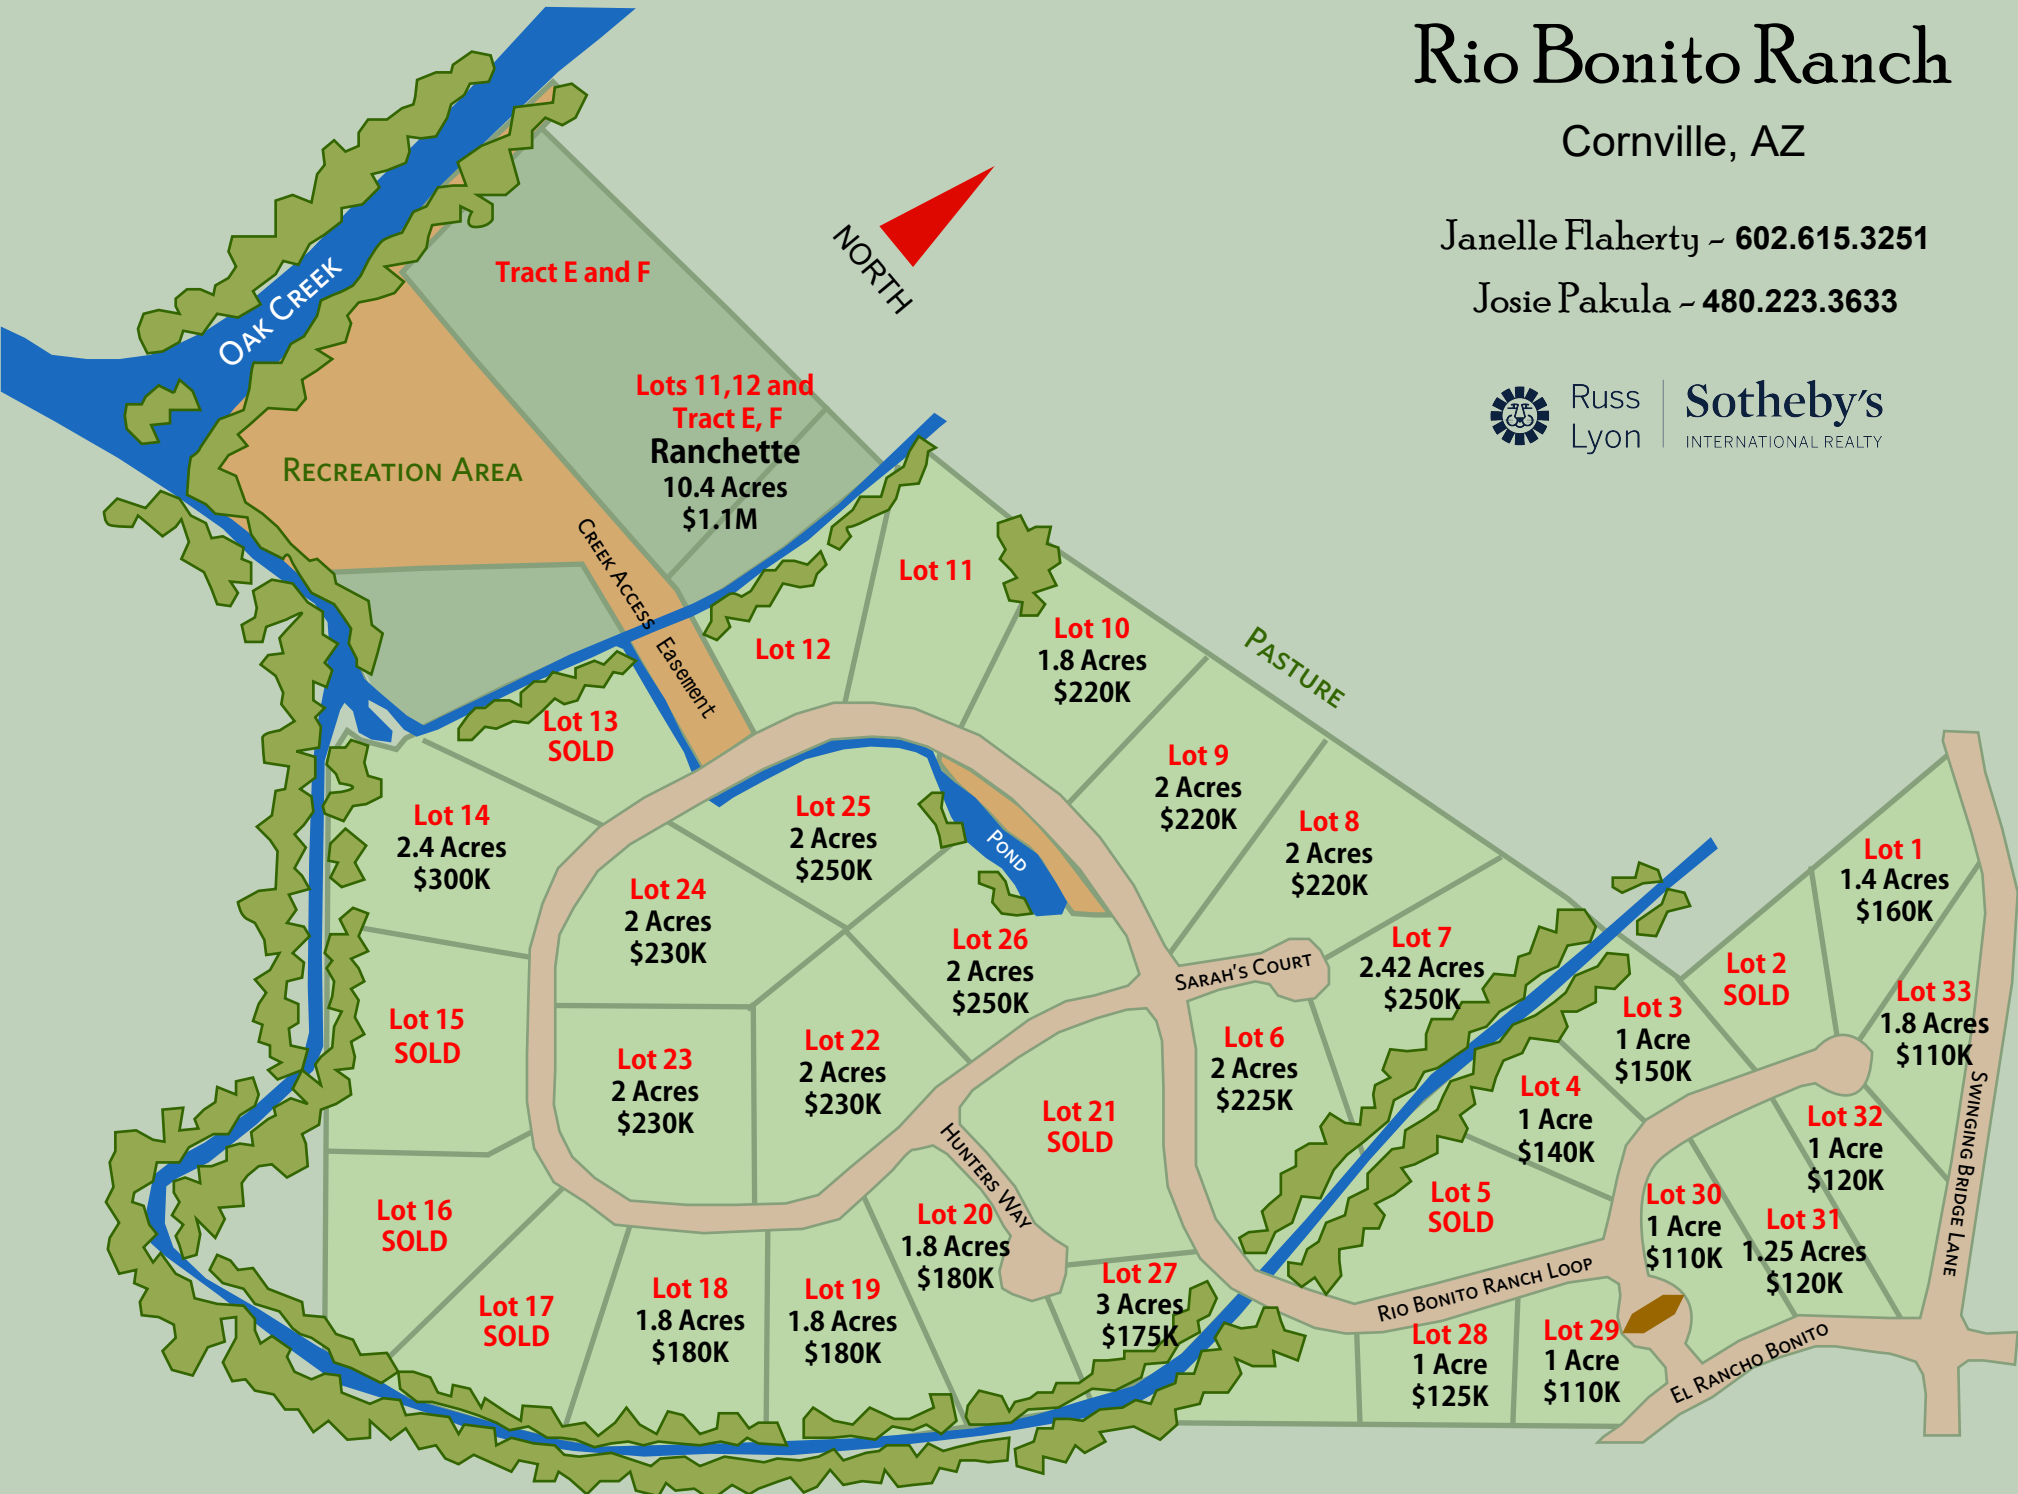 Rio Bonito Ranch
Cornville, AZ
Janelle Flaherty ~ 602.615.3251
Josie Pakula ~ 480.223.3633
Russ
Lyon
Sotheby's
INTERNATIONAL REALTY
NORTH
OAK CREEK
Tract E and F
Lots 11,12 and
Tract E, F
Ranchette
10.4 Acres
$1.1M
RECREATION AREA
CREEK ACCESS Easement
PASTURE
Lot 11
Lot 12
Lot 10
1.8 Acres
$220K
Lot 13
SOLD
Lot 9
2 Acres
$220K
Lot 8
2 Acres
$220K
Lot 14
2.4 Acres
$300K
Lot 25
2 Acres
$250K
POND
Lot 24
2 Acres
$230K
Lot 26
2 Acres
$250K
SARAH'S COURT
Lot 7
2.42 Acres
$250K
Lot 1
1.4 Acres
$160K
Lot 2
SOLD
Lot 33
1.8 Acres
$110K
Lot 3
1 Acre
$150K
Lot 15
SOLD
Lot 23
2 Acres
$230K
Lot 22
2 Acres
$230K
Lot 21
SOLD
Lot 6
2 Acres
$225K
Lot 4
1 Acre
$140K
Lot 32
1 Acre
$120K
SWINGING BRIDGE LANE
HUNTERS WAY
Lot 16
SOLD
Lot 20
1.8 Acres
$180K
Lot 5
SOLD
Lot 30
1 Acre
$110K
Lot 31
1.25 Acres
$120K
Lot 17
SOLD
Lot 18
1.8 Acres
$180K
Lot 19
1.8 Acres
$180K
Lot 27
3 Acres
$175K
RIO BONITO RANCH LOOP
Lot 28
1 Acre
$125K
Lot 29
1 Acre
$110K
EL RANCHO BONITO